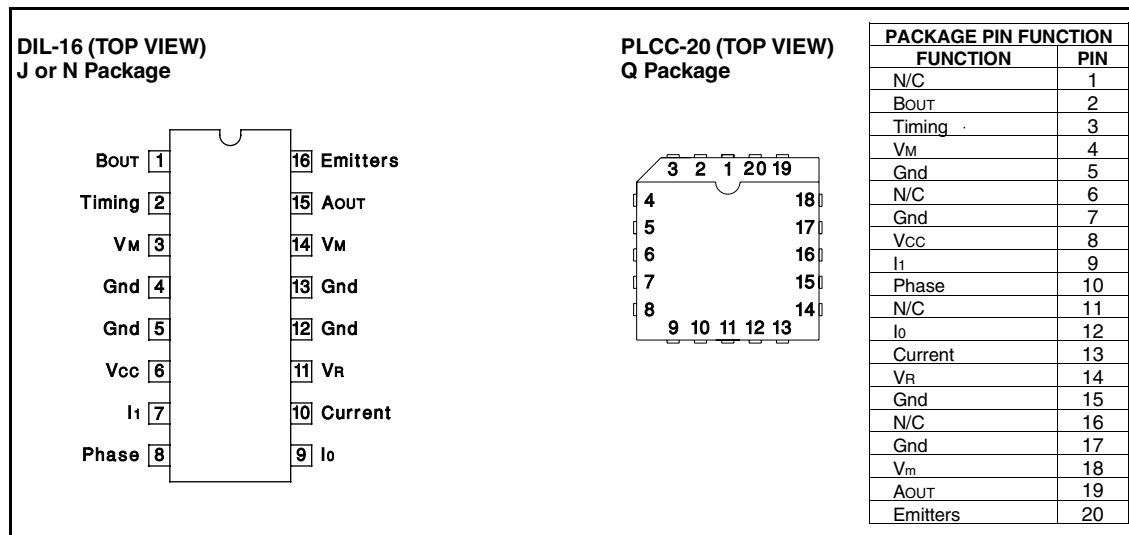 DIL-16 (TOP VIEW)
J or N Package
BOUT 1
Timing 2
VM 3
Gnd 4
Gnd 5
Vcc 6
I1 7
Phase 8
16 Emitters
15 AOUT
14 VM
13 Gnd
12 Gnd
11 VR
10 Current
9 I0
PLCC-20 (TOP VIEW)
Q Package
3 2 1 20 19
4 18
5 17
6 16
7 15
8 14
9 10 11 12 13
PACKAGE PIN FUNCTION
FUNCTION PIN
N/C 1
BOUT 2
Timing 3
VM 4
Gnd 5
N/C 6
Gnd 7
VCC 8
I1 9
Phase 10
N/C 11
I0 12
Current 13
VR 14
Gnd 15
N/C 16
Gnd 17
Vm 18
AOUT 19
Emitters 20